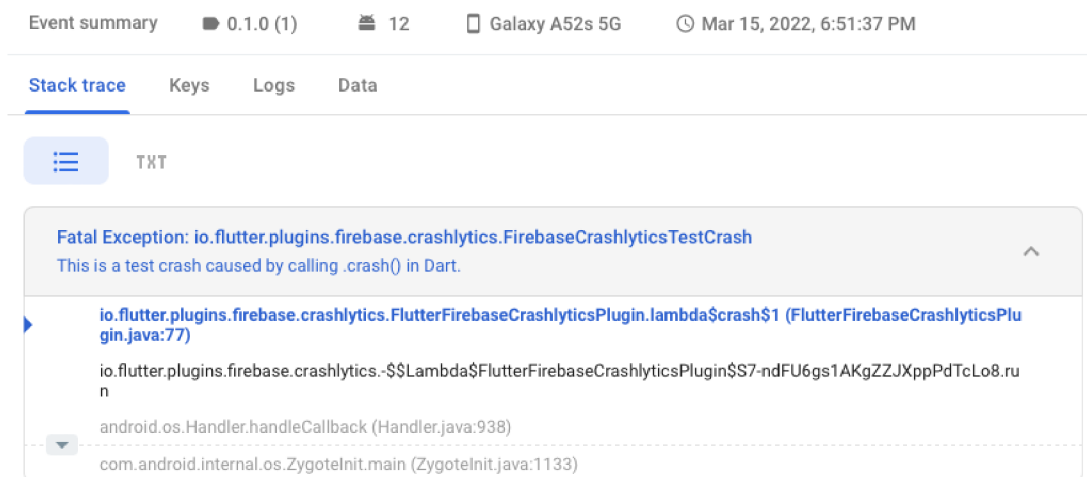 Event summary 0.1.0 (1) 12 Galaxy A52s 5G Mar 15, 2022, 6:51:37 PM
Stack trace Keys Logs Data
TXT
Fatal Exception: io.flutter.plugins.firebase.crashlytics.FirebaseCrashlyticsTestCrash
This is a test crash caused by calling .crash() in Dart.
io.flutter.plugins.firebase.crashlytics.FlutterFirebaseCrashlyticsPlugin.lambda$crash$1 (FlutterFirebaseCrashlyticsPlu
gin.java:77)
io.flutter.plugins.firebase.crashlytics.-$$Lambda$FlutterFirebaseCrashlyticsPlugin$S7-ndFU6gs1AKgZZJXppPdTcLo8.ru
n
android.os.Handler.handleCallback (Handler.java:938)
com.android.internal.os.ZygoteInit.main (ZygoteInit.java:1133)